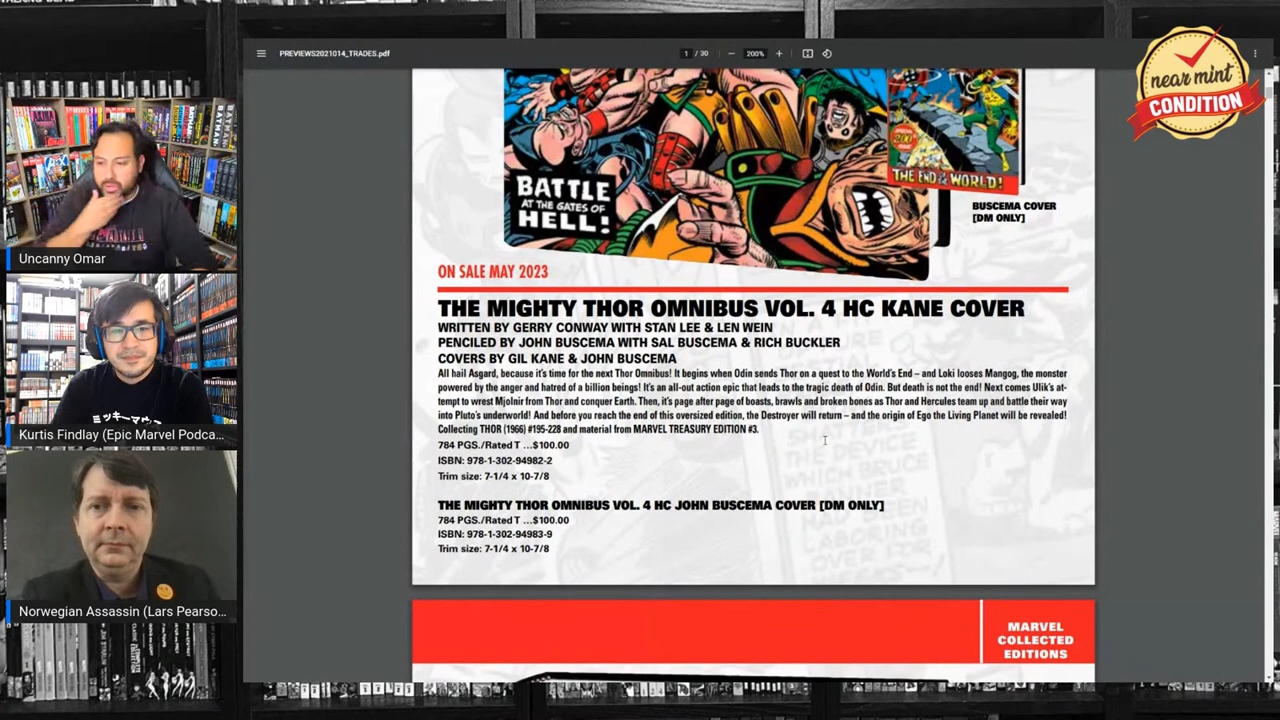 PREVIEWS2021014_TRADES.pdf
1 / 30
200%
near mint
CONDITION
BATTLE
AT THE GATES OF
HELL!
THE END OF THE WORLD!
BUSCEMA COVER
[DM ONLY]
ON SALE MAY 2023
THE MIGHTY THOR OMNIBUS VOL. 4 HC KANE COVER
WRITTEN BY GERRY CONWAY WITH STAN LEE & LEN WEIN
PENCILED BY JOHN BUSCEMA WITH SAL BUSCEMA & RICH BUCKLER
COVERS BY GIL KANE & JOHN BUSCEMA
All hail Asgard, because it's time for the next Thor Omnibus! It begins when Odin sends Thor on a quest to the World's End – and Loki looses Mangog, the monster
powered by the anger and hatred of a billion beings! It's an all-out action epic that leads to the tragic death of Odin. But death is not the end! Next comes Ulik's at-
tempt to wrest Mjolnir from Thor and conquer Earth. Then, it's page after page of boasts, brawls and broken bones as Thor and Hercules team up and battle their way
into Pluto's underworld! And before you reach the end of this oversized edition, the Destroyer will return – and the origin of Ego the Living Planet will be revealed!
Collecting THOR (1966) #195-228 and material from MARVEL TREASURY EDITION #3.
784 PGS./Rated T ...$100.00
ISBN: 978-1-302-94982-2
Trim size: 7-1/4 x 10-7/8
THE MIGHTY THOR OMNIBUS VOL. 4 HC JOHN BUSCEMA COVER [DM ONLY]
784 PGS./Rated T ...$100.00
ISBN: 978-1-302-94983-9
Trim size: 7-1/4 x 10-7/8
MARVEL
COLLECTED
EDITIONS
Uncanny Omar
ミッキーマウス
Kurtis Findlay (Epic Marvel Podca...
Norwegian Assassin (Lars Pearso...